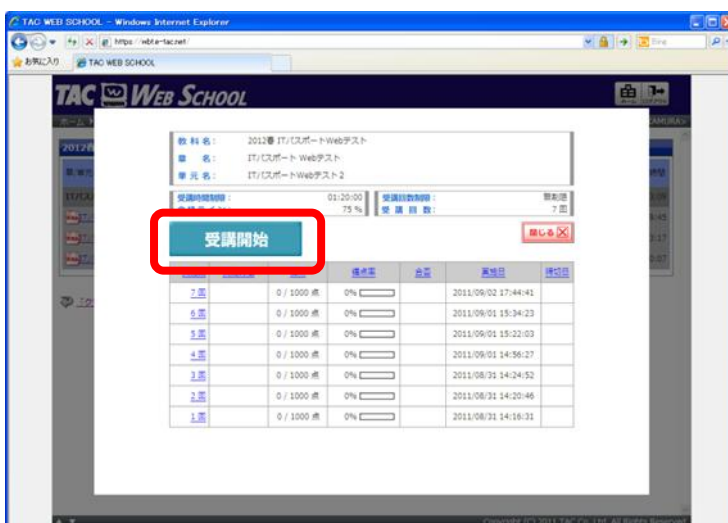 TAC WEB SCHOOL - Windows Internet Explorer
お気に入り TAC WEB SCHOOL
TAC WEB SCHOOL
教科名: 2012春 ITパスポートWebテスト
章 名: ITパスポート Webテスト
単元名: ITパスポートWebテスト2
受講時間制限: 01:20:00 受講回数制限: 無制限
75 % 受講回数: 7 回
受講開始
閉じる
得点率 合否 実施日 締切日
7 回 0 / 1000 点 0% 2011/09/02 17:44:41
6 回 0 / 1000 点 0% 2011/09/01 15:34:23
5 回 0 / 1000 点 0% 2011/09/01 15:22:03
4 回 0 / 1000 点 0% 2011/09/01 14:56:27
3 回 0 / 1000 点 0% 2011/08/31 14:24:52
2 回 0 / 1000 点 0% 2011/08/31 14:20:46
1 回 0 / 1000 点 0% 2011/08/31 14:16:31